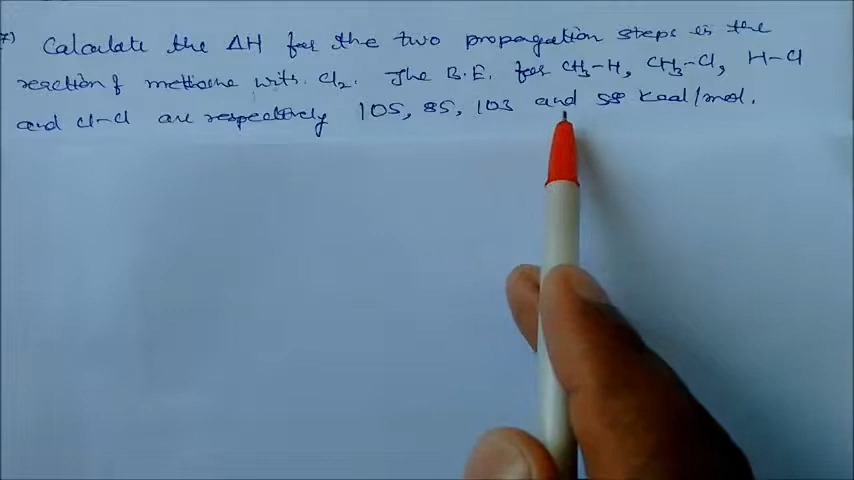 7) Calculate the ΔH for the two propagation steps in the
reaction of methane with Cl₂. The B.E. for CH₃-H, CH₃-Cl, H-Cl
and Cl-Cl are respectively 105, 85, 103 and 58 Kcal/mol.